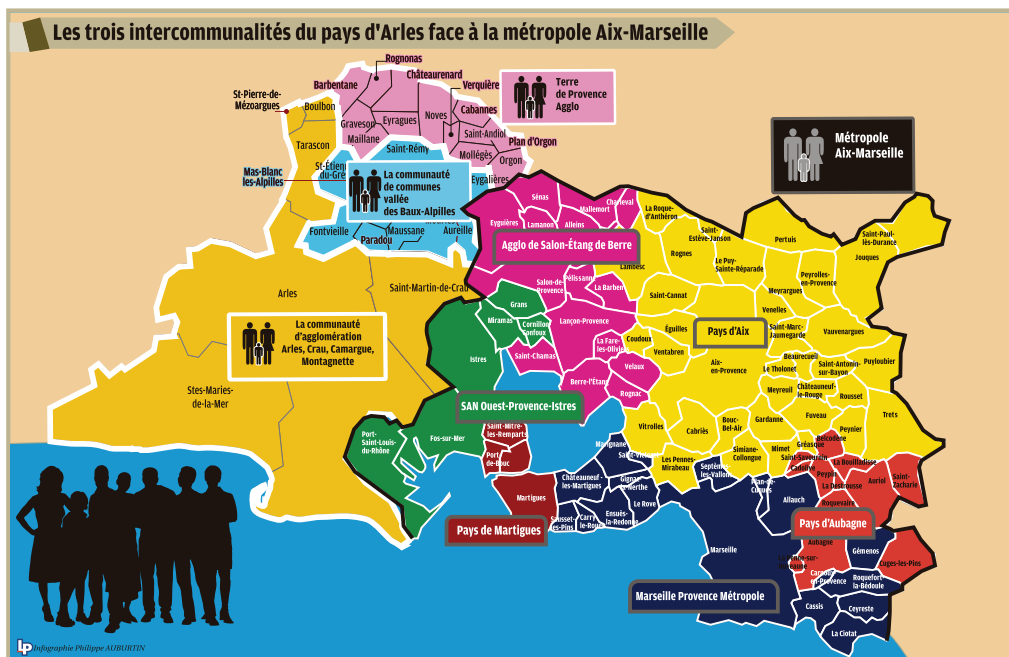 Les trois intercommunalités du pays d'Arles face à la métropole Aix-Marseille
Rognonas
Barbentane
Châteaurenard
Verquière
St-Pierre-de-
Mézoargues
Boulbon
Cabannes
Graveson
Eyragues
Noves
Saint-Andiol
Maillane
Plan d'Orgon
Tarascon
Saint-Rémy
Mollégès
Orgon
Terre
de Provence
Agglo
Métropole
Aix-Marseille
Mas-Blanc
les-Alpilles
St-Étien
du-Grè
Eygalières
La communauté
de communes
vallée
des Baux-Alpilles
Fontvieille
Paradou
Maussane
Aureille
Arles
Saint-Martin-de-Crau
La communauté
d'agglomération
Arles, Crau, Camargue,
Montagnette
Stes-Maries-
de-la-Mer
Sénas
Mallemort
Charleval
Eyguières
Lamanon
Alleins
Agglo de Salon-Étang de Berre
Salon-de-
Provence
Pélissanne
La Barben
Lançon-Provence
La Fare-
les-Olivie
Saint-Chamas
Berre-l'Étang
Velaux
Rognac
Grans
Miramas
Cornillon
Confoux
Istres
SAN Ouest-Provence-Istres
Port-
Saint-Louis-
du-Rhône
Fos-sur-Mer
Saint-Mitre-
les-Remparts
Port
de-Bouc
Martigues
Pays de Martigues
La Roque-
d'Anthéron
Saint-
Estève-Janson
Rognes
Le Puy-
Sainte-Réparade
Pertuis
Saint-Paul-
lès-Durance
Jouques
Lambesc
Peyrolles-
en-Provence
Meyrargues
Saint-Cannat
Venelles
Éguilles
Pays d'Aix
Saint-Marc-
Jaumegarde
Vauvenargues
Coudoux
Ventabren
Aix-
en-Provence
Beaurecueil
Le Tholonet
Saint-Antonin-
sur-Bayon
Puyloubier
Meyreuil
Châteauneuf-
le-Rouge
Rousset
Vitrolles
Cabriès
Bouc-
Bel-Air
Gardanne
Fuveau
Trets
Peynier
Les Pennes-
Mirabeau
Simiane-
Collongue
Mimet
Gréasque
Belcodène
Saint-Savournin
Cadolive
La Bouilladisse
Peypin
La Destrousse
Auriol
Saint-
Zacharie
Roquevaire
Pays d'Aubagne
Aubagne
Cuges-les-Pins
Marignane
Châteauneuf-
les-Martigues
Gignac-
la-Nerthe
Le Rove
Sausset-
les-Pins
Carry-
le-Rouet
Ensuès-
la-Redonne
Septèmes-
les-Vallons
Plan-de-
Cuques
Allauch
Marseille
Marseille Provence Métropole
Gémenos
Carnoux-
en-Provence
Roquefort-
la-Bédoule
Cassis
Ceyreste
La Ciotat
LP Infographie Philippe AUBURTIN